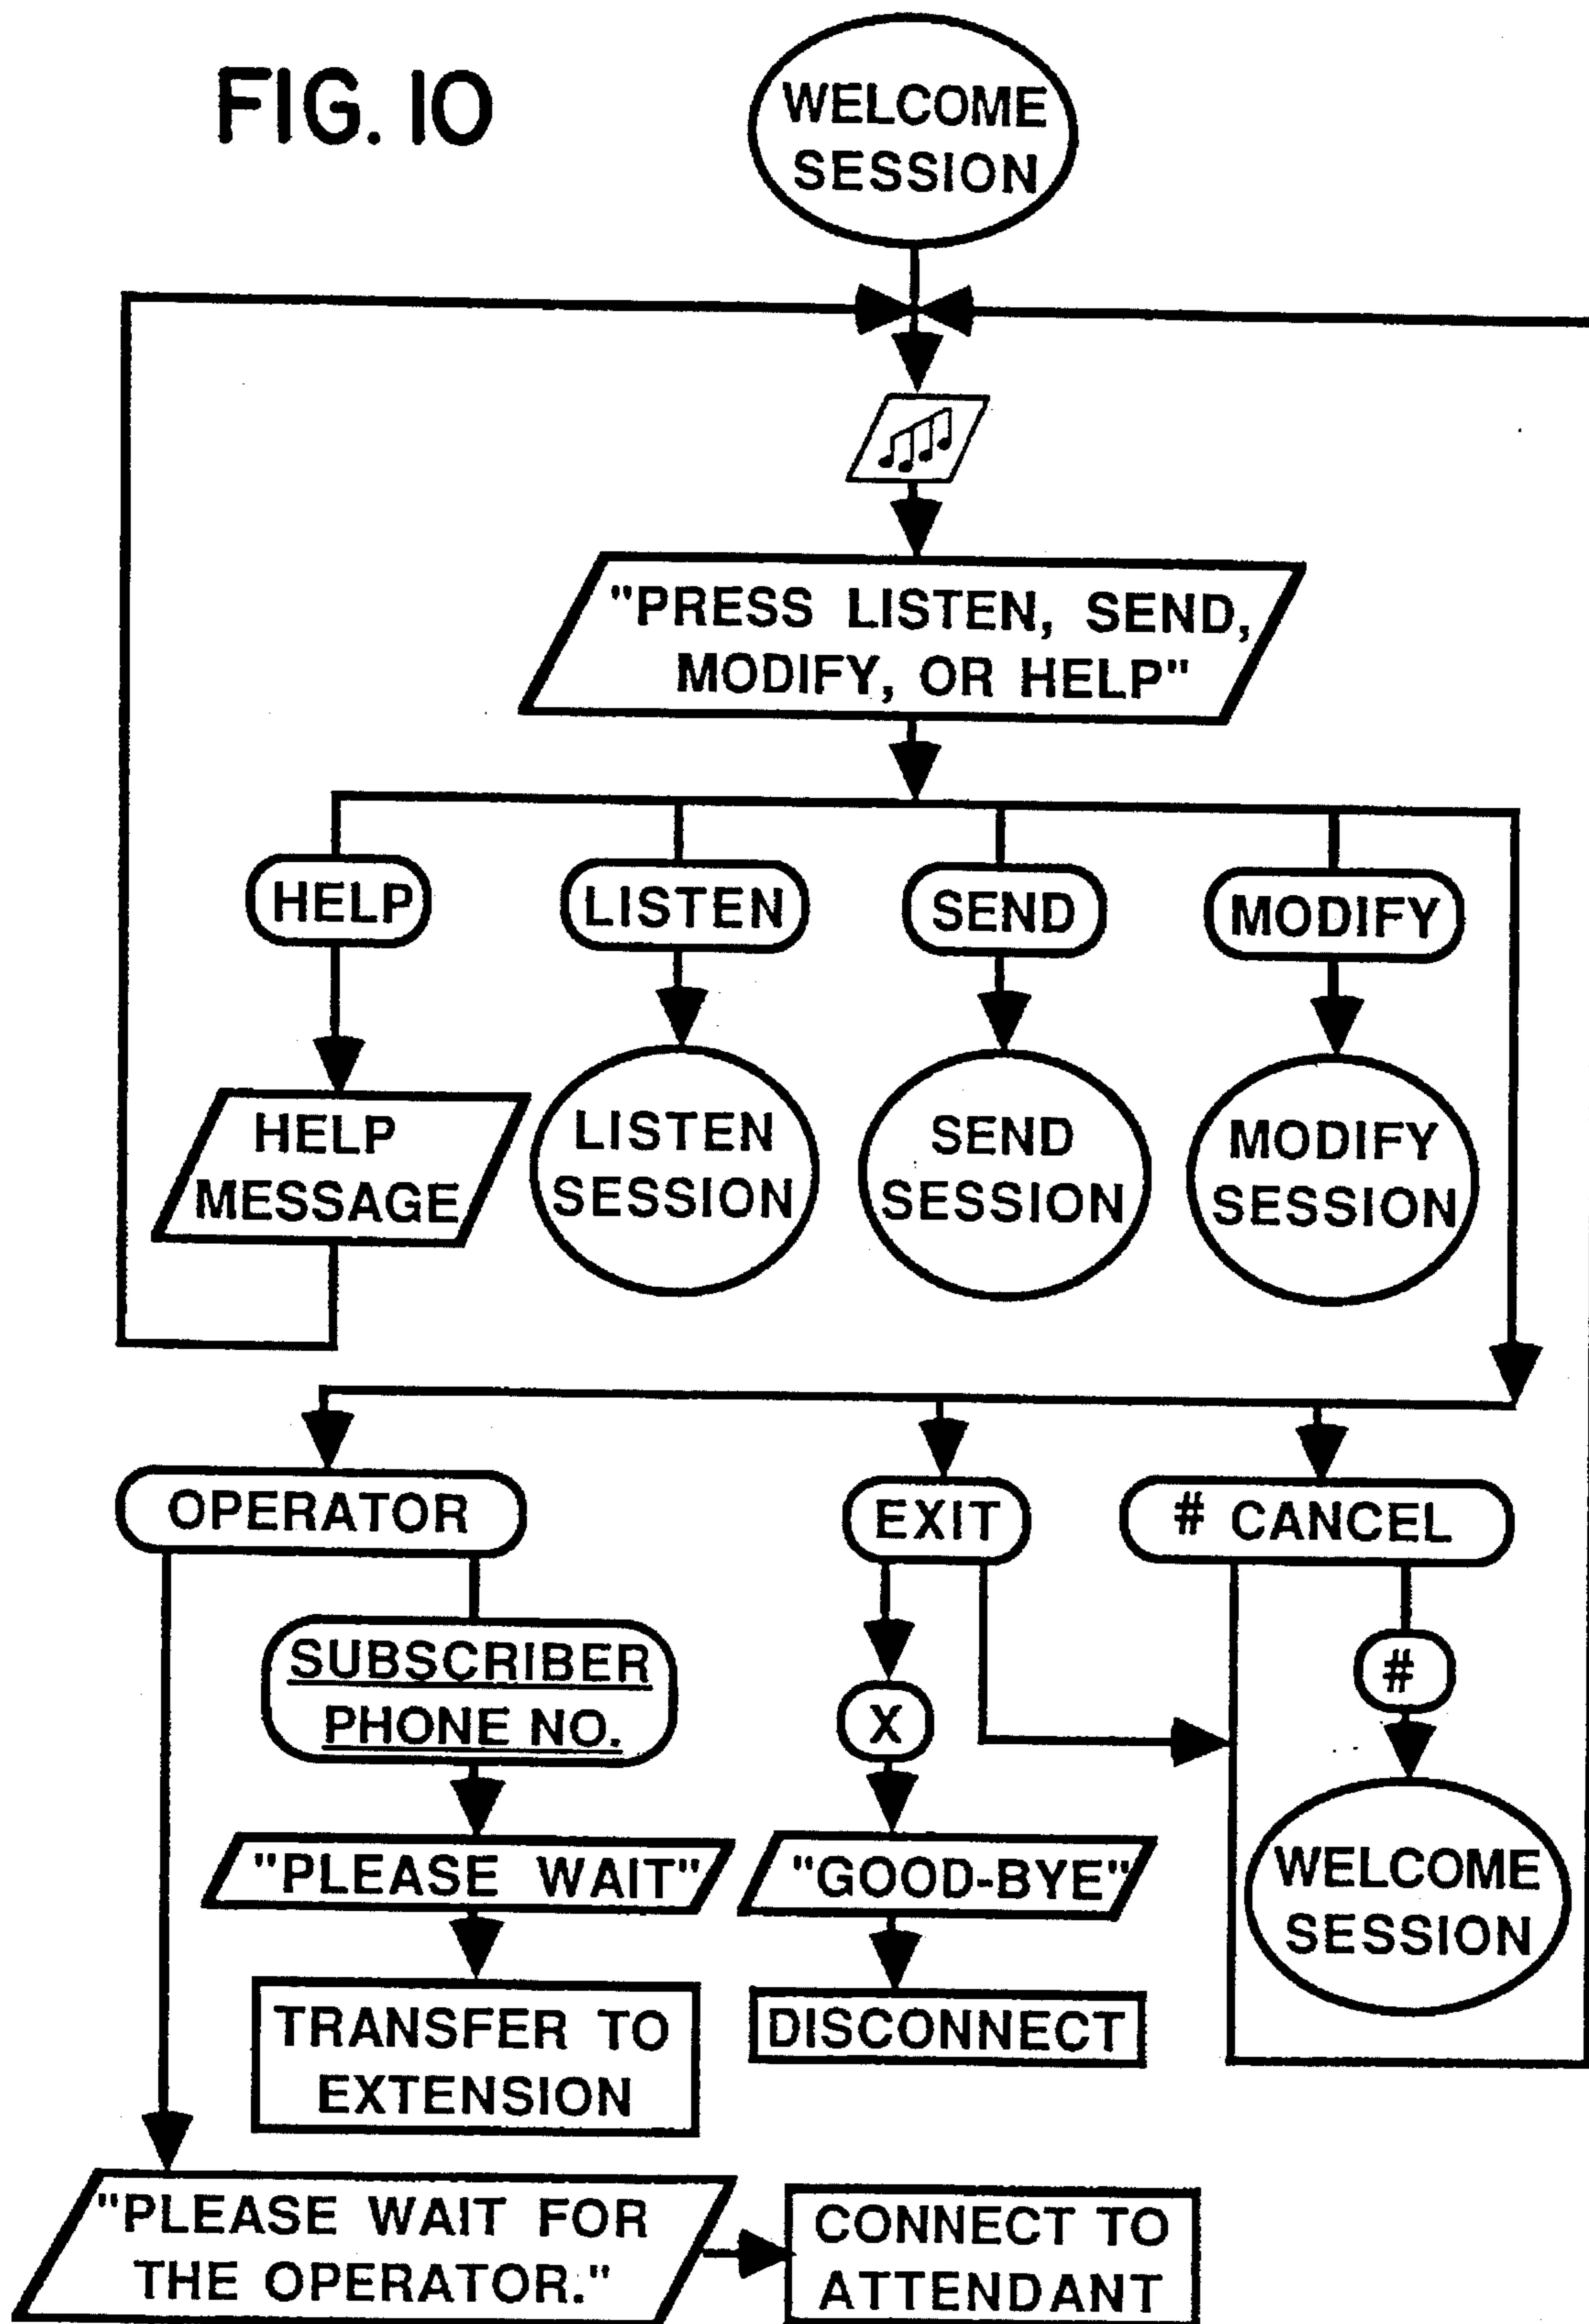 FIG. 10
WELCOME
SESSION
"PRESS LISTEN, SEND,
MODIFY, OR HELP"
HELP
LISTEN
SEND
MODIFY
HELP
MESSAGE
LISTEN
SESSION
SEND
SESSION
MODIFY
SESSION
OPERATOR
EXIT
# CANCEL
SUBSCRIBER
PHONE NO.
X
#
"PLEASE WAIT"
"GOOD-BYE"
WELCOME
SESSION
TRANSFER TO
EXTENSION
DISCONNECT
"PLEASE WAIT FOR
THE OPERATOR."
CONNECT TO
ATTENDANT